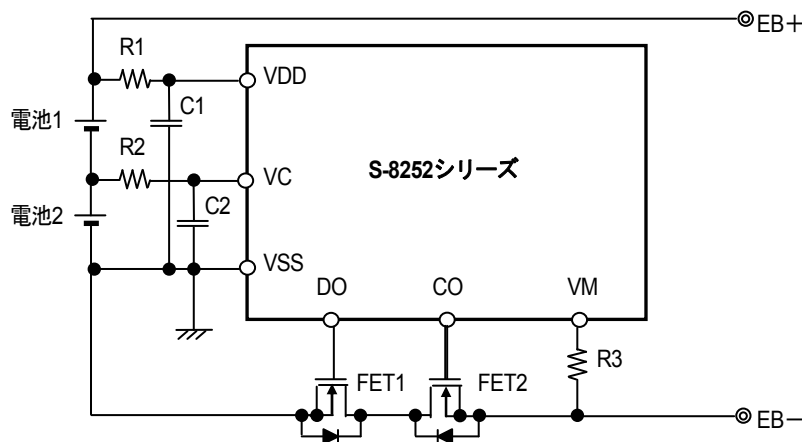 EB＋
R1
VDD
C1
電池1
R2
S-8252シリーズ
VC
C2
電池2
VSS
DO
CO
VM
R3
FET1
FET2
EB－